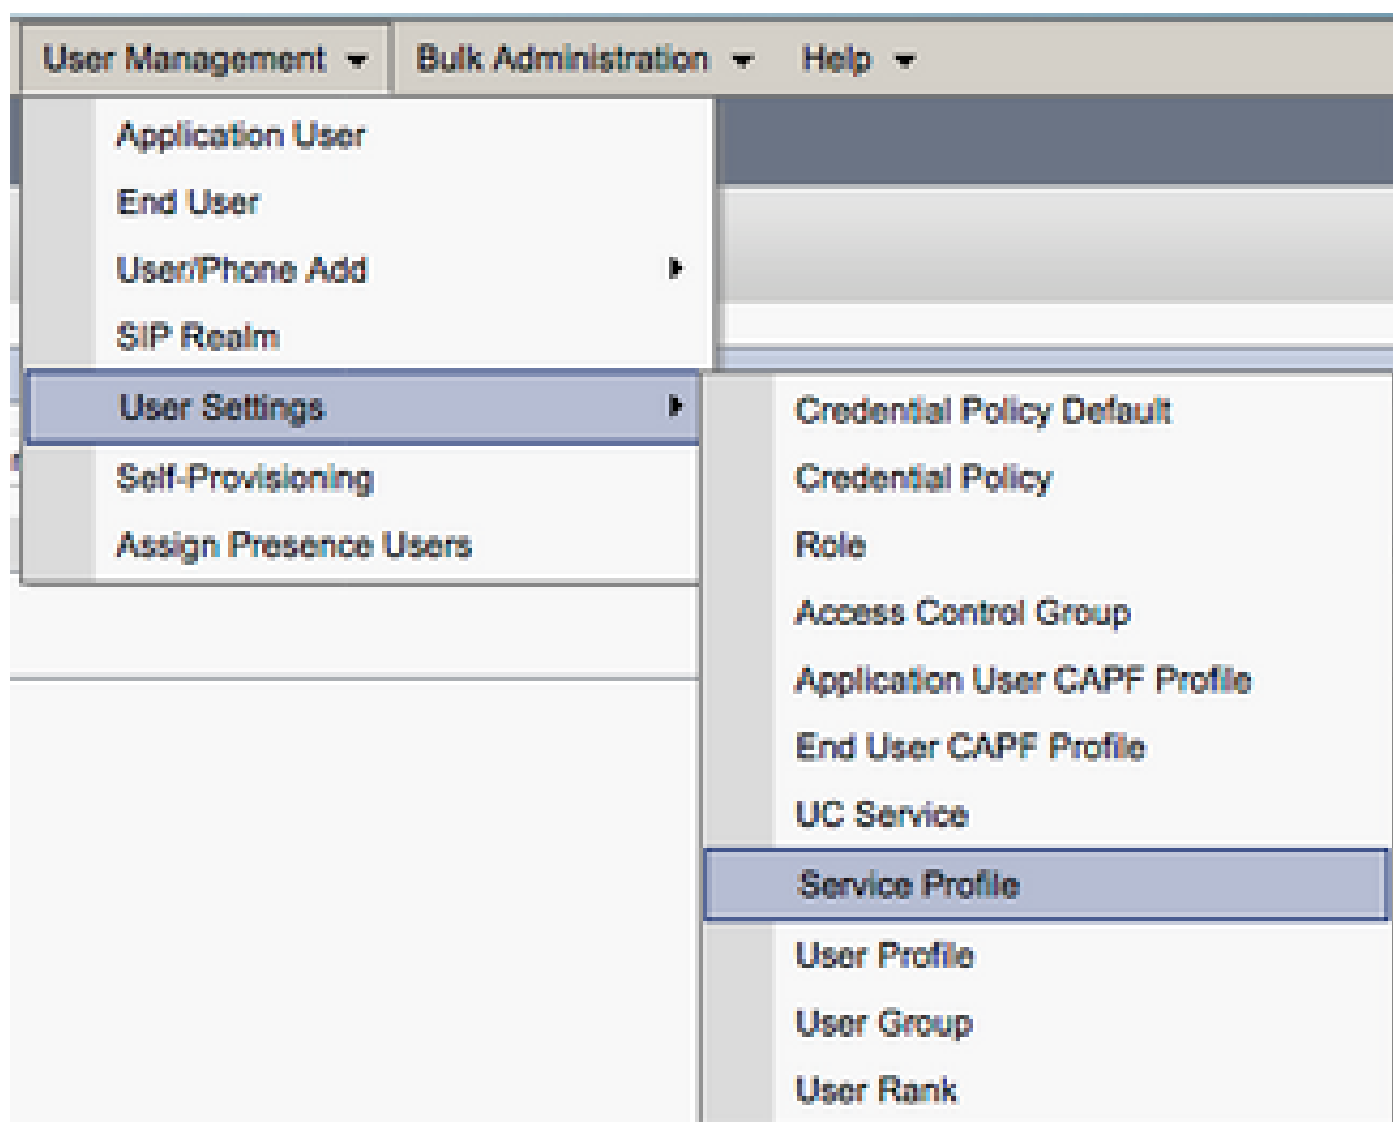 User Management Bulk Administration Help
Application User
End User
User/Phone Add
SIP Realm
User Settings
Self-Provisioning
Assign Presence Users
Credential Policy Default
Credential Policy
Role
Access Control Group
Application User CAPF Profile
End User CAPF Profile
UC Service
Service Profile
User Profile
User Group
User Rank